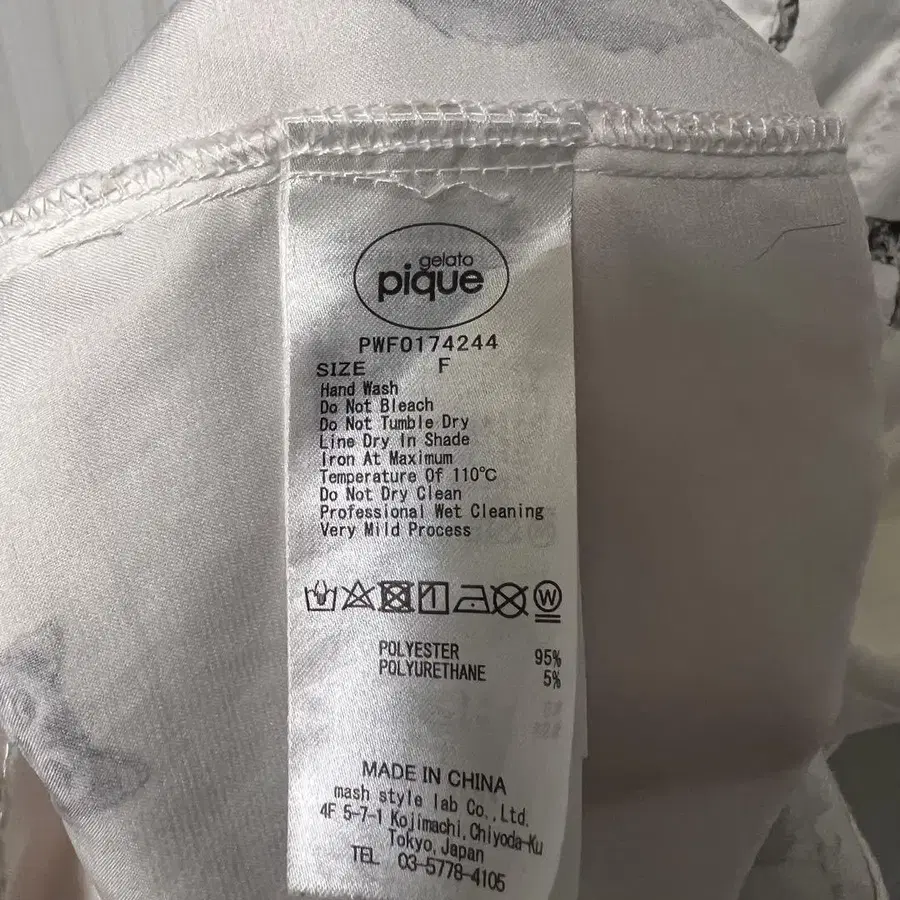 gelato
pique
PWFO174244
SIZE F
Hand Wash
Do Not Bleach
Do Not Tumble Dry
Line Dry In Shade
Iron At Maximum
Temperature Of 110℃
Do Not Dry Clean
Professional Wet Cleaning
Very Mild Process
W
POLYESTER 95%
POLYURETHANE 5%
MADE IN CHINA
mash style lab Co.,Ltd.
4F 5-7-1 Kojimachi,Chiyoda-Ku
Tokyo,Japan
TEL 03-5778-4105